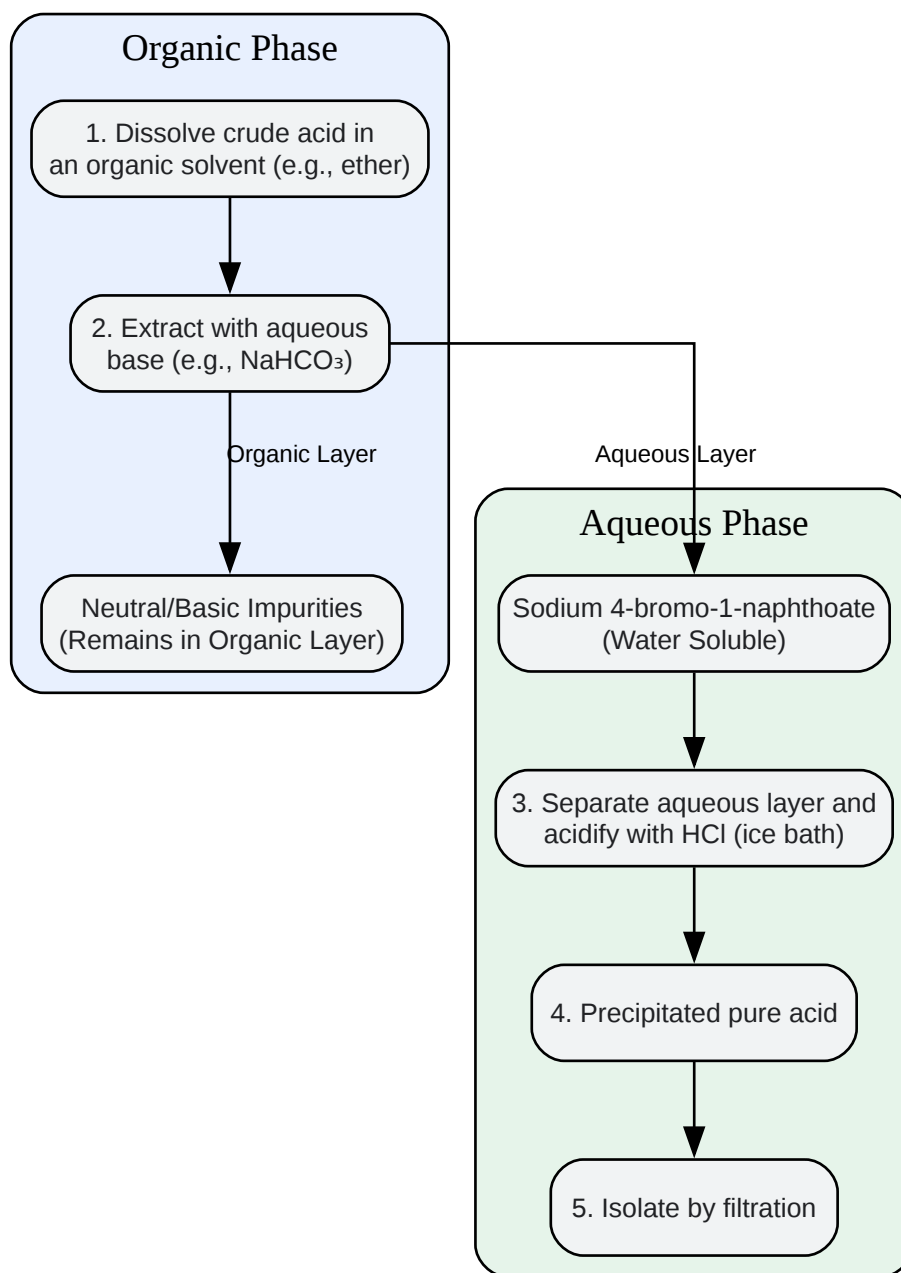 Organic Phase
1. Dissolve crude acid in
an organic solvent (e.g., ether)
2. Extract with aqueous
base (e.g., NaHCO₃)
Organic Layer
Aqueous Layer
Neutral/Basic Impurities
(Remains in Organic Layer)
Aqueous Phase
Sodium 4-bromo-1-naphthoate
(Water Soluble)
3. Separate aqueous layer and
acidify with HCl (ice bath)
4. Precipitated pure acid
5. Isolate by filtration